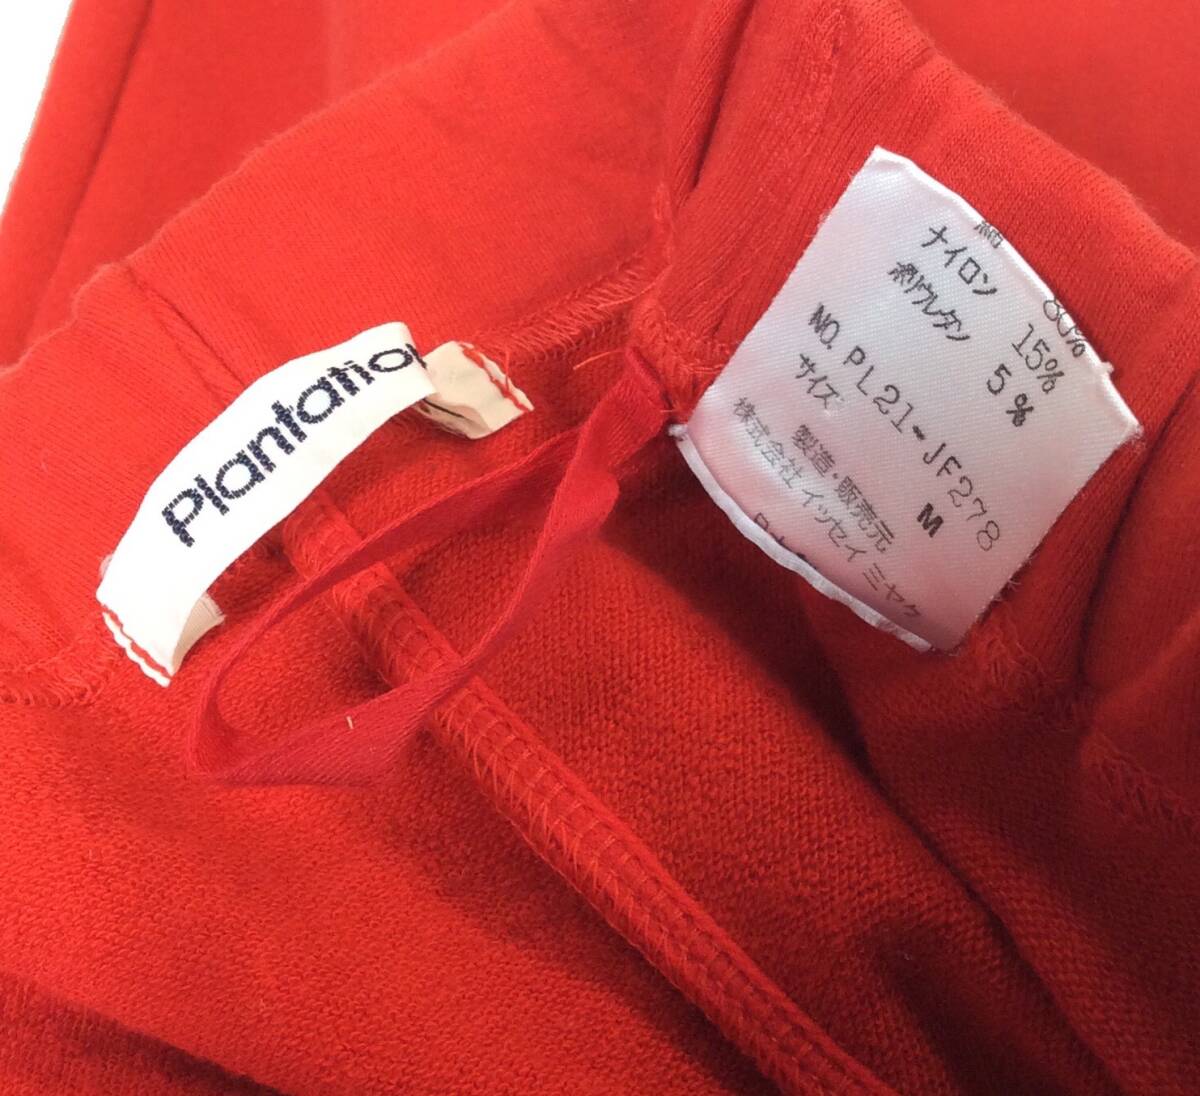 Plantation
綿 80%
ナイロン 15%
ポリウレタン 5%
NO. PL21-JF278
サイズ M
製造・販売元
株式会社 イッセイ ミヤケ